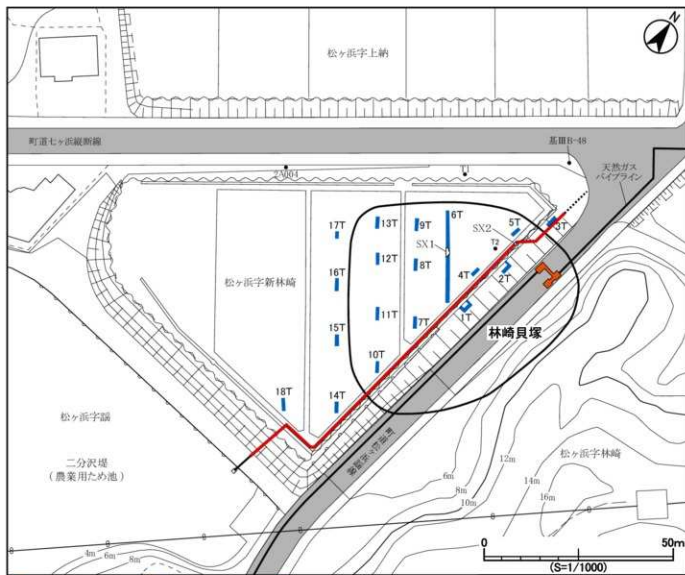 N
松ヶ浜字上納
町道七ヶ浜縦断線
基ⅢB-48
天然ガス
パイプライン
2A004
T1
17T
13T
9T
6T
5T
3T
SX2
SX1
T2
16T
12T
8T
4T
2T
松ヶ浜字新林崎
1T
15T
11T
7T
林崎貝塚
10T
18T
14T
松ヶ浜字謡
二分沢堤
(農業用ため池)
松ヶ浜字林崎
6m
8m
10m
12m
14m
16m
4m
6m
8m
0
50m
(S=1/1000)